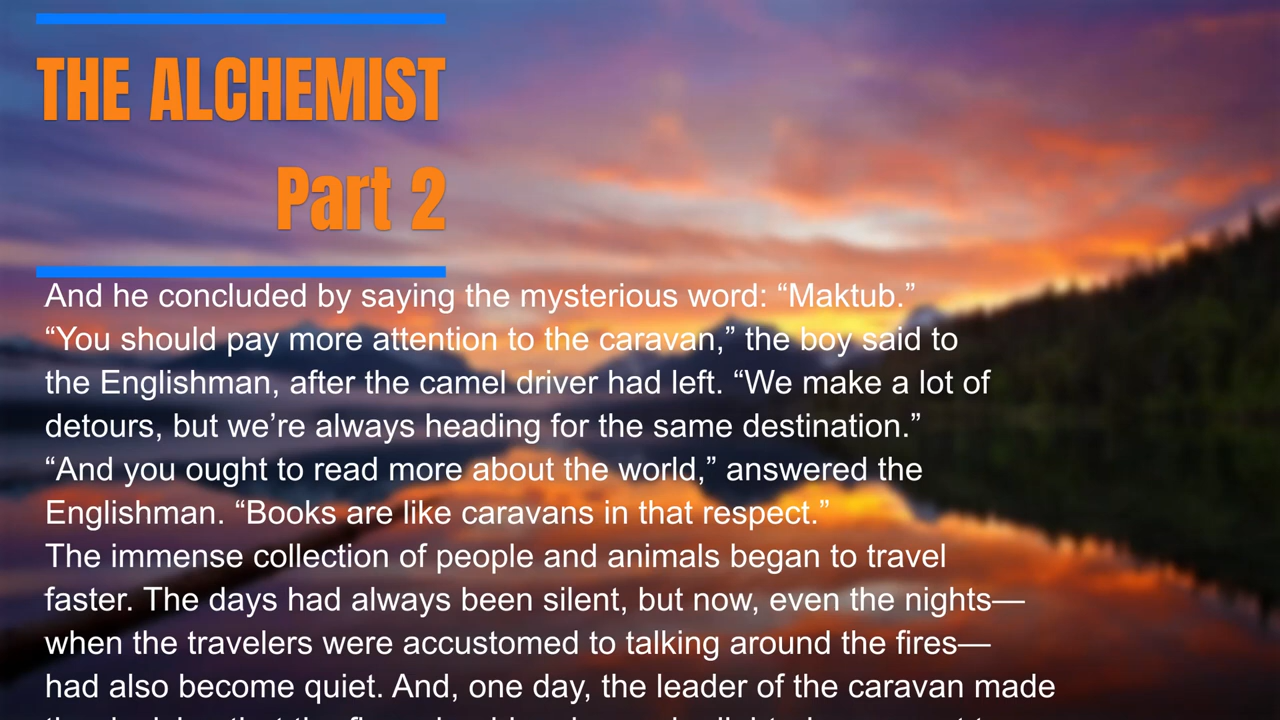 THE ALCHEMIST
Part 2
And he concluded by saying the mysterious word: “Maktub.”
“You should pay more attention to the caravan,” the boy said to
the Englishman, after the camel driver had left. “We make a lot of
detours, but we’re always heading for the same destination.”
“And you ought to read more about the world,” answered the
Englishman. “Books are like caravans in that respect.”
The immense collection of people and animals began to travel
faster. The days had always been silent, but now, even the nights—
when the travelers were accustomed to talking around the fires—
had also become quiet. And, one day, the leader of the caravan made